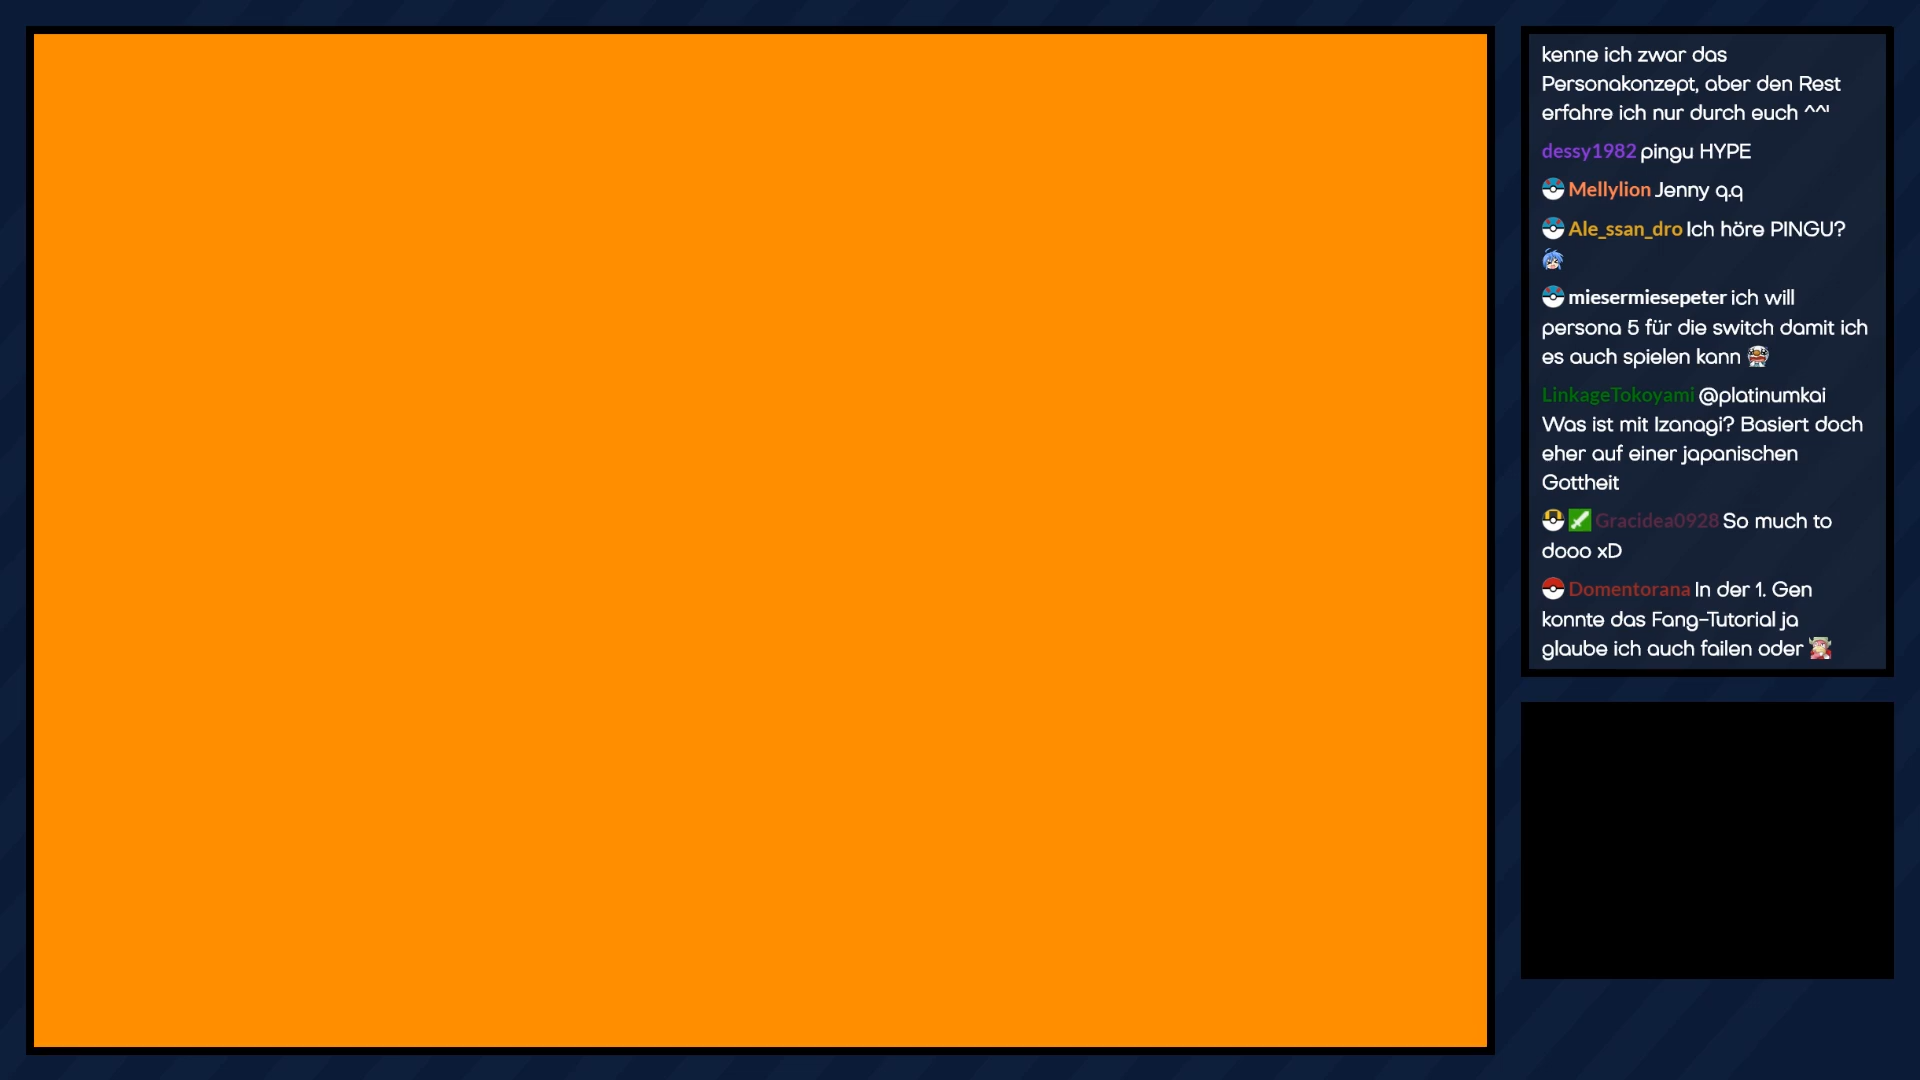 kenne ich zwar das
Personakonzept, aber den Rest
erfahre ich nur durch euch ^^'
dessy1982 pingu HYPE
Mellylion Jenny q.q
Ale_ssan_dro Ich höre PINGU?
miesermiesepeter ich will
persona 5 für die switch damit ich
es auch spielen kann
LinkageTokoyami @platinumkai
Was ist mit Izanagi? Basiert doch
eher auf einer japanischen
Gottheit
Gracidea0928 So much to
dooo xD
Domentorana In der 1. Gen
konnte das Fang-Tutorial ja
glaube ich auch failen oder